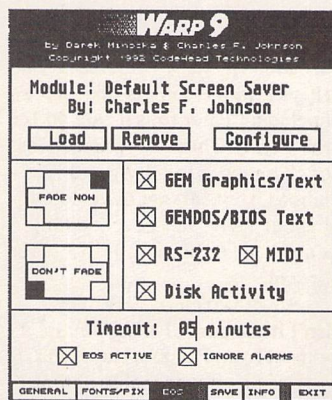 WARP 9
by Darek Mihocka & Charles F. Johnson
Copyright 1992 CodeHead Technologies
Module: Default Screen Saver
By: Charles F. Johnson
Load Remove Configure
FADE NOW
DON'T FADE
GEM Graphics/Text
GEMDOS/BIOS Text
RS-232 MIDI
Disk Activity
Timeout: 05 minutes
EOS ACTIVE IGNORE ALARMS
GENERAL FONTS/PIX EOS SAVE INFO EXIT